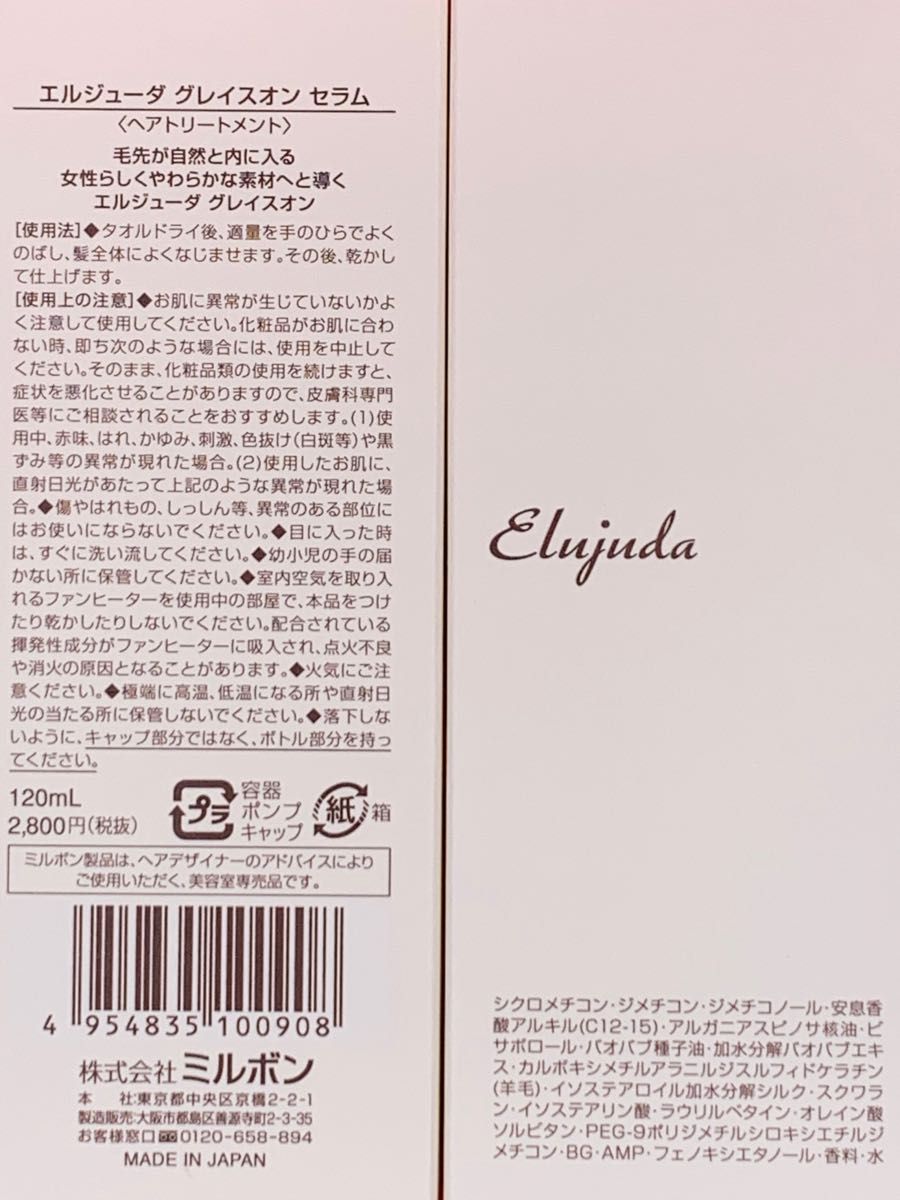 エルジューダ グレイスオン セラム
〈ヘアトリートメント〉
毛先が自然と内に入る
女性らしくやわらかな素材へと導く
エルジューダ グレイスオン
[使用法]◆タオルドライ後、適量を手のひらでよく
のばし、髪全体によくなじませます。その後、乾かし
て仕上げます。
[使用上の注意]◆お肌に異常が生じていないかよ
く注意して使用してください。化粧品がお肌に合わ
ない時、即ち次のような場合には、使用を中止して
ください。そのまま、化粧品類の使用を続けますと、
症状を悪化させることがありますので、皮膚科専門
医等にご相談されることをおすすめします。(1)使
用中、赤味、はれ、かゆみ、刺激、色抜け(白斑等)や黒
ずみ等の異常が現れた場合。(2)使用したお肌に、
直射日光があたって上記のような異常が現れた場
合。◆傷やはれもの、しっしん等、異常のある部位に
はお使いにならないでください。◆目に入った時
は、すぐに洗い流してください。◆幼小児の手の届
かない所に保管してください。◆室内空気を取り入
れるファンヒーターを使用中の部屋で、本品をつけ
たり乾かしたりしないでください。配合されている
揮発性成分がファンヒーターに吸入され、点火不良
や消火の原因となることがあります。◆火気にご注
意ください。◆極端に高温、低温になる所や直射日
光の当たる所に保管しないでください。◆落下しな
いように、キャップ部分ではなく、ボトル部分を持っ
てください。
120mL
2,800円(税抜)
プラ
容器
ポンプ
キャップ
紙
箱
ミルボン製品は、ヘアデザイナーのアドバイスにより
ご使用いただく、美容室専売品です。
4 954835 100908
株式会社 ミルボン
本 社:東京都中央区京橋2-2-1
製造販売:大阪市都島区善源寺町2-3-35
お客様窓口 0120-658-894
MADE IN JAPAN
Elujuda
シクロメチコン・ジメチコン・ジメチコノール・安息香
酸アルキル(C12-15)・アルガニアスピノサ核油・ビ
サボロール・バオバブ種子油・加水分解バオバブエキ
ス・カルボキシメチルアラニルジスルフィドケラチン
(羊毛)・イソステアロイル加水分解シルク・スクワラ
ン・イソステアリン酸・ラウリルベタイン・オレイン酸
ソルビタン・PEG-9ポリジメチルシロキシエチルジ
メチコン・BG・AMP・フェノキシエタノール・香料・水